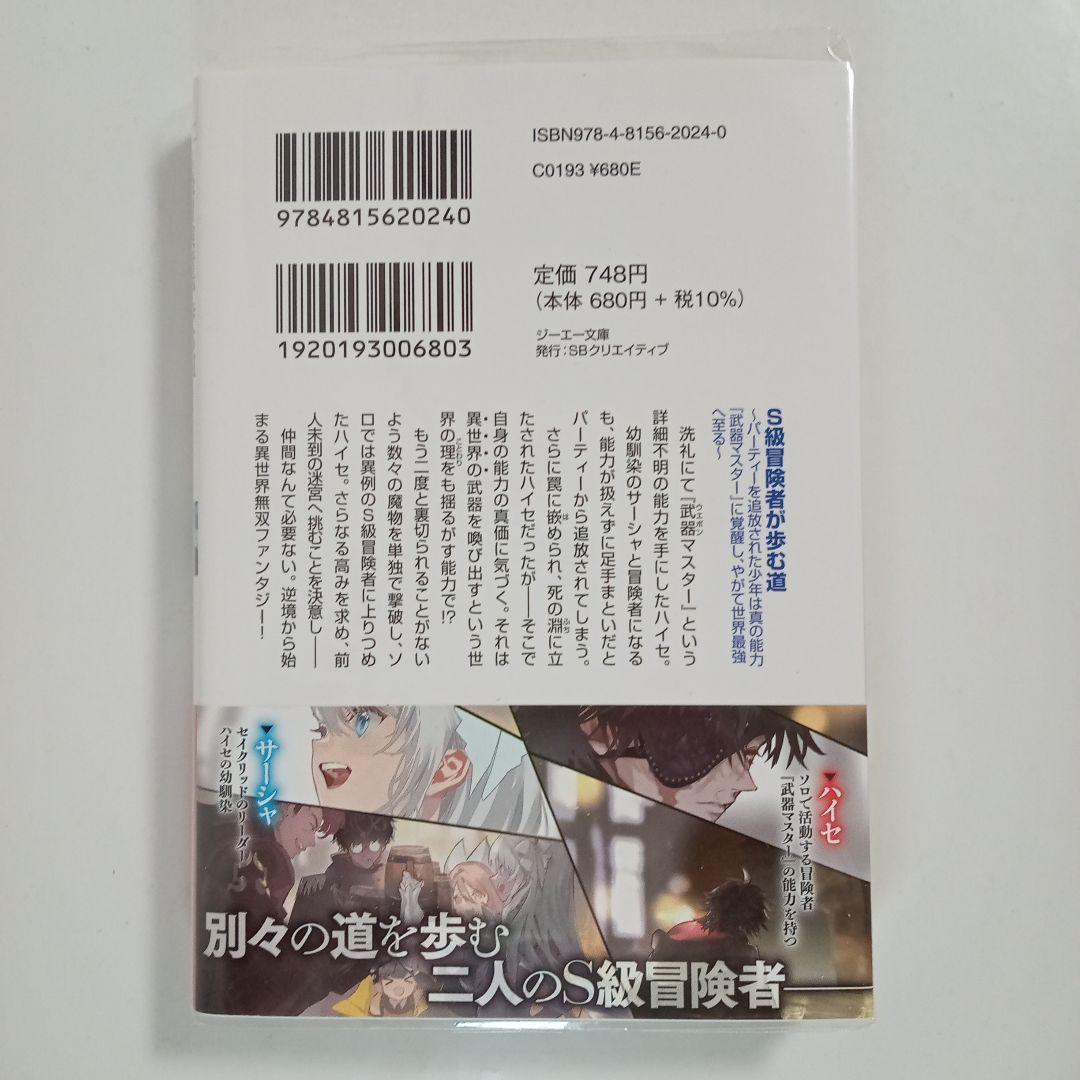 ISBN978-4-8156-2024-0
C0193 ¥680E
9784815620240
定価 748円
(本体 680円 + 税10%)
1920193006803
ジーエー文庫
発行:SBクリエイティブ
S級冒険者が歩む道
〜パーティーを追放された少年は真の能力
『武器マスター』に覚醒し、やがて世界最強
へ至る〜
洗礼にて『武器マスター』という
詳細不明の能力を手にしたハイセ。
幼馴染のサーシャと冒険者になる
も、能力が扱えずに足手まといだと
パーティーから追放されてしまう。
さらに罠に嵌められ、死の淵に立
たされたハイセだったが――そこで
自身の能力の真価に気づく。それは
異世界の武器を喚び出すという世
界の理をも揺るがす能力で!?
もう二度と裏切られることがない
よう数々の魔物を単独で撃破し、ソ
ロでは異例のS級冒険者に上りつめ
たハイセ。さらなる高みを求め、前
人未到の迷宮へ挑むことを決意し――
仲間なんて必要ない。逆境から始
まる異世界無双ファンタジー!
▼ハイセ
ソロで活動する冒険者
『武器マスター』の能力を持つ
▼サーシャ
セイクリッドのリーダー
ハイセの幼馴染
別々の道を歩む
二人のS級冒険者――